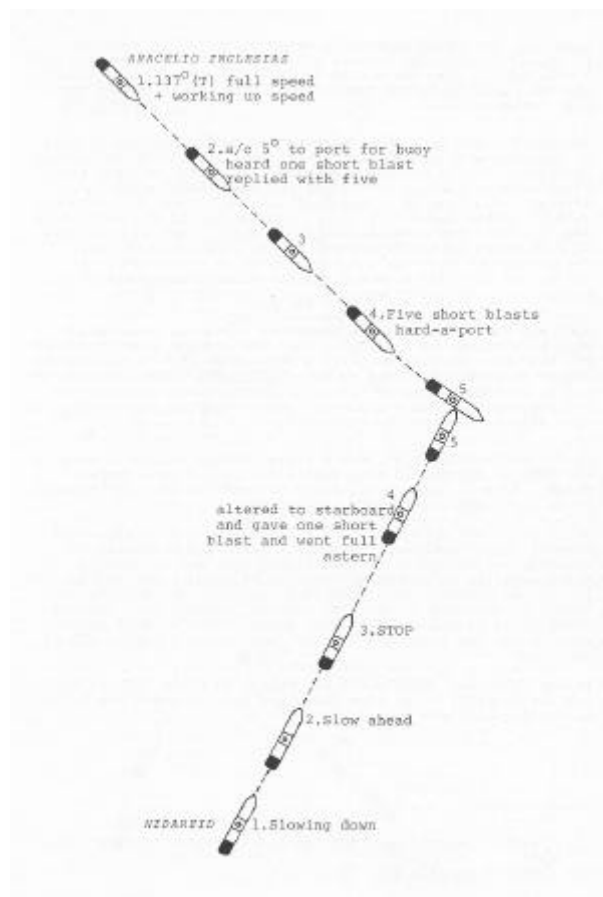 ARACELIO INGLESIAS
1.137°(T) full speed
+ working up speed
2.a/c 5° to port for buoy
heard one short blast
replied with five
3
4.Five short blasts
hard-a-port
5
5
4
altered to starboard
and gave one short
blast and went full
astern
3.STOP
2.Slow ahead
NIDAREID 1.Slowing down